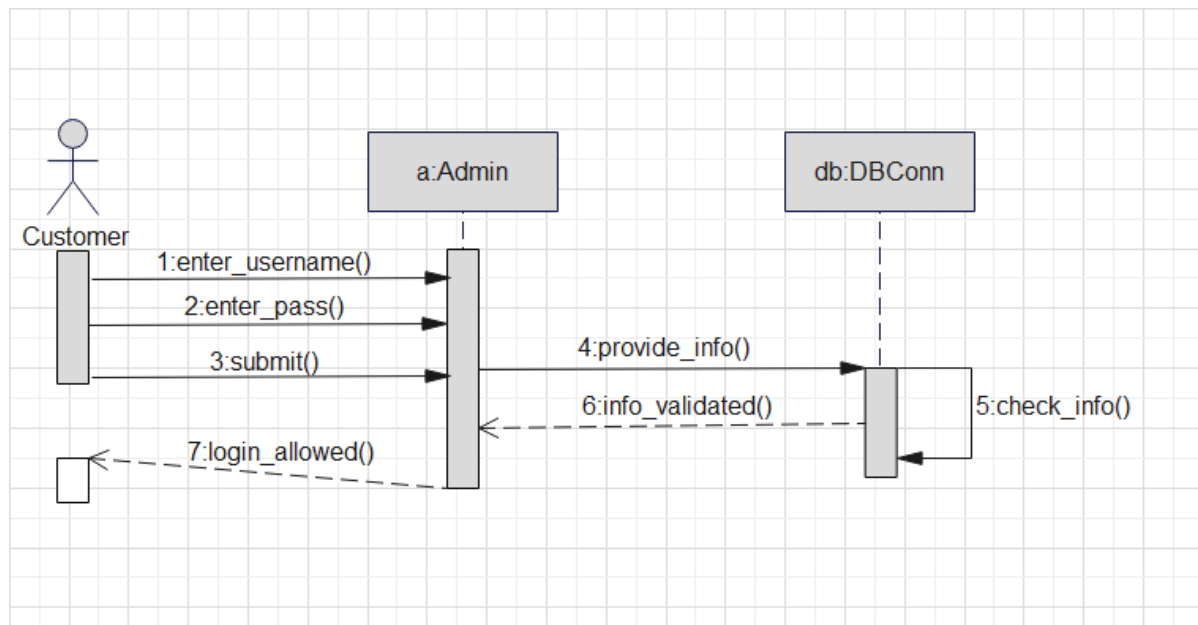 a:Admin
db:DBConn
Customer
1:enter_username()
2:enter_pass()
3:submit()
4:provide_info()
5:check_info()
6:info_validated()
7:login_allowed()